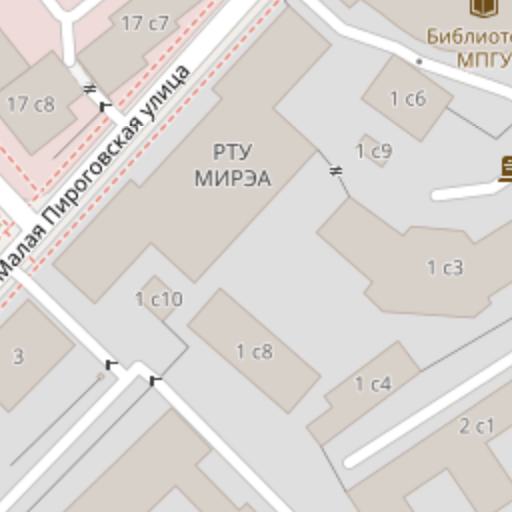 17 с7
Библиоте
МПГУ
17 с8
1 с6
Малая Пироговская улица
РТУ
МИРЭА
1 с9
1 с3
1 с10
3
1 с8
1 с4
2 с1